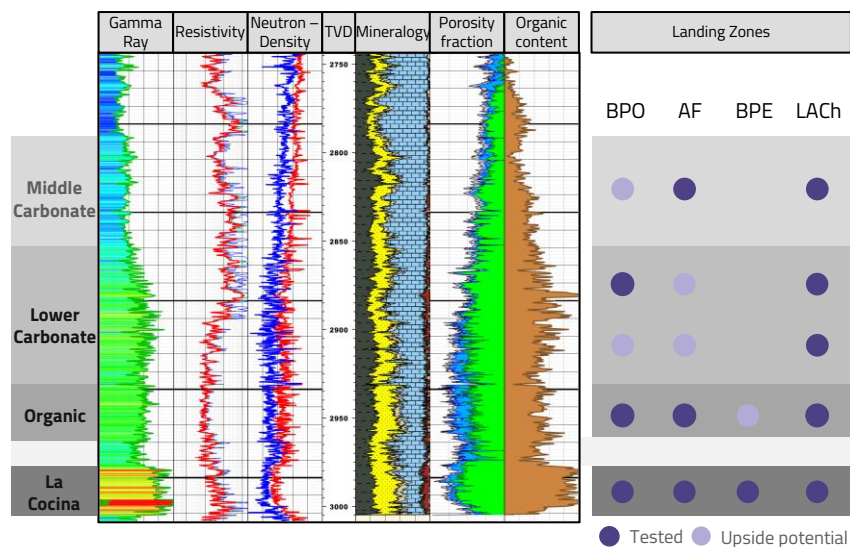 Gamma
Ray
Resistivity
Neutron –
Density
TVD
Mineralogy
Porosity
fraction
Organic
content
Landing Zones
BPO
AF
BPE
LACh
2750
2800
2850
2900
2950
3000
Middle
Carbonate
Lower
Carbonate
Organic
La
Cocina
Tested
Upside potential